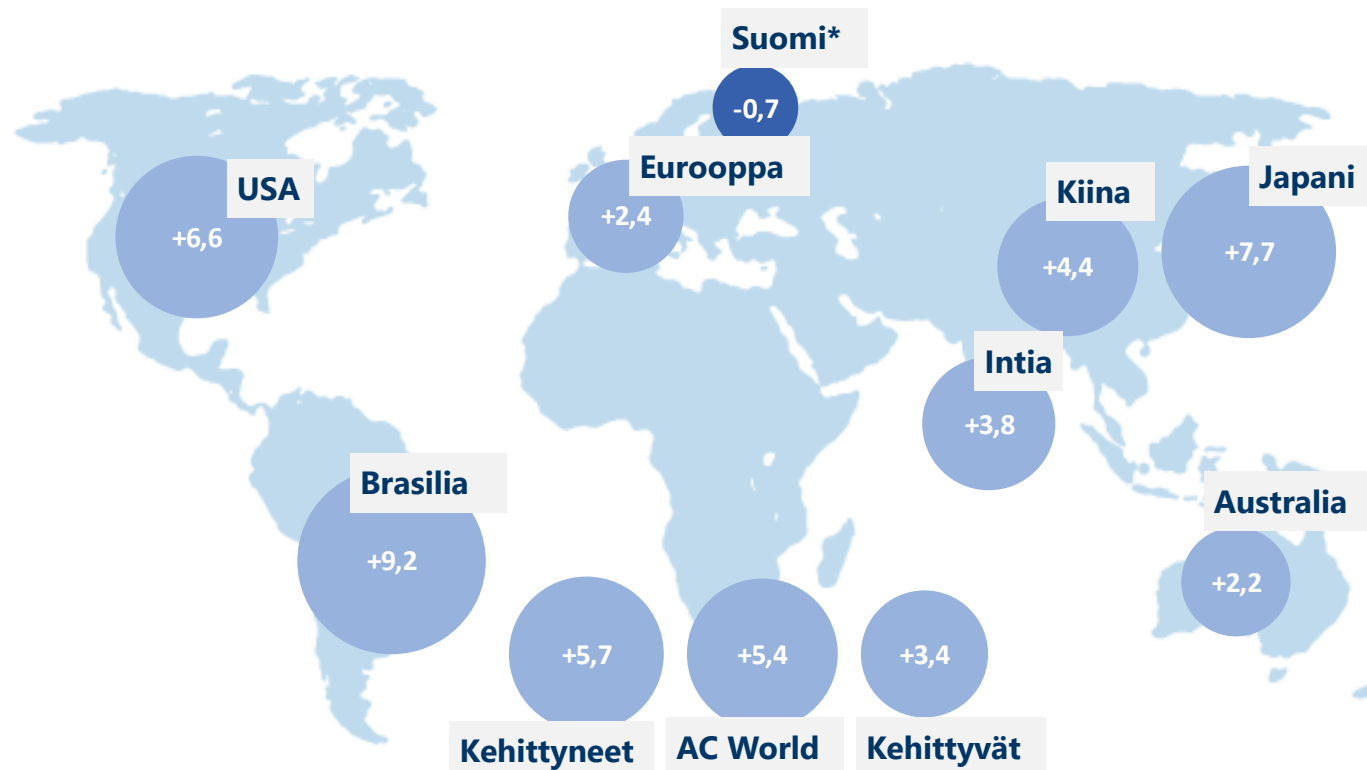 Suomi*
-0,7
Eurooppa
+2,4
USA
+6,6
Kiina
+4,4
Japani
+7,7
Intia
+3,8
Brasilia
+9,2
Australia
+2,2
+5,7
Kehittyneet
+5,4
AC World
+3,4
Kehittyvät